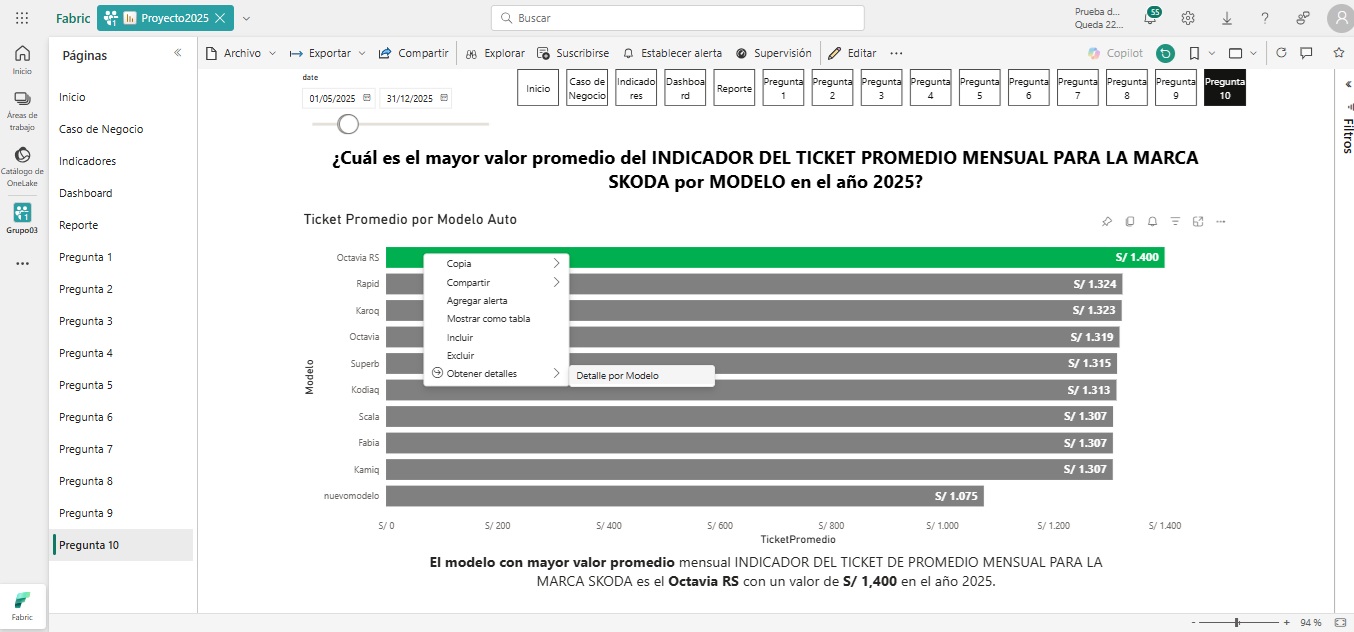 Fabric
Proyecto2025
Buscar
Prueba d...
Queda 22...
55
Páginas
Archivo
Exportar
Compartir
Explorar
Suscribirse
Establecer alerta
Supervisión
Editar
Copilot
Inicio
Áreas de
trabajo
Catálogo de
OneLake
Grupo03
Fabric
Inicio
Caso de Negocio
Indicadores
Dashboard
Reporte
Pregunta 1
Pregunta 2
Pregunta 3
Pregunta 4
Pregunta 5
Pregunta 6
Pregunta 7
Pregunta 8
Pregunta 9
Pregunta 10
date
01/05/2025
31/12/2025
Inicio
Caso de
Negocio
Indicado
res
Dashboa
rd
Reporte
Pregunta
1
Pregunta
2
Pregunta
3
Pregunta
4
Pregunta
5
Pregunta
6
Pregunta
7
Pregunta
8
Pregunta
9
Pregunta
10
Filtros
¿Cuál es el mayor valor promedio del INDICADOR DEL TICKET PROMEDIO MENSUAL PARA LA MARCA
SKODA por MODELO en el año 2025?
Ticket Promedio por Modelo Auto
Modelo
Octavia RS S/ 1.400
Rapid S/ 1.324
Karoq S/ 1.323
Octavia S/ 1.319
Superb S/ 1.315
Kodiaq S/ 1.313
Scala S/ 1.307
Fabia S/ 1.307
Kamiq S/ 1.307
nuevomodelo S/ 1.075
Copia
Compartir
Agregar alerta
Mostrar como tabla
Incluir
Excluir
Obtener detalles
Detalle por Modelo
S/ 0 S/ 200 S/ 400 S/ 600 S/ 800 S/ 1.000 S/ 1.200 S/ 1.400
TicketPromedio
El modelo con mayor valor promedio mensual INDICADOR DEL TICKET DE PROMEDIO MENSUAL PARA LA
MARCA SKODA es el Octavia RS con un valor de S/ 1,400 en el año 2025.
- + 94 %